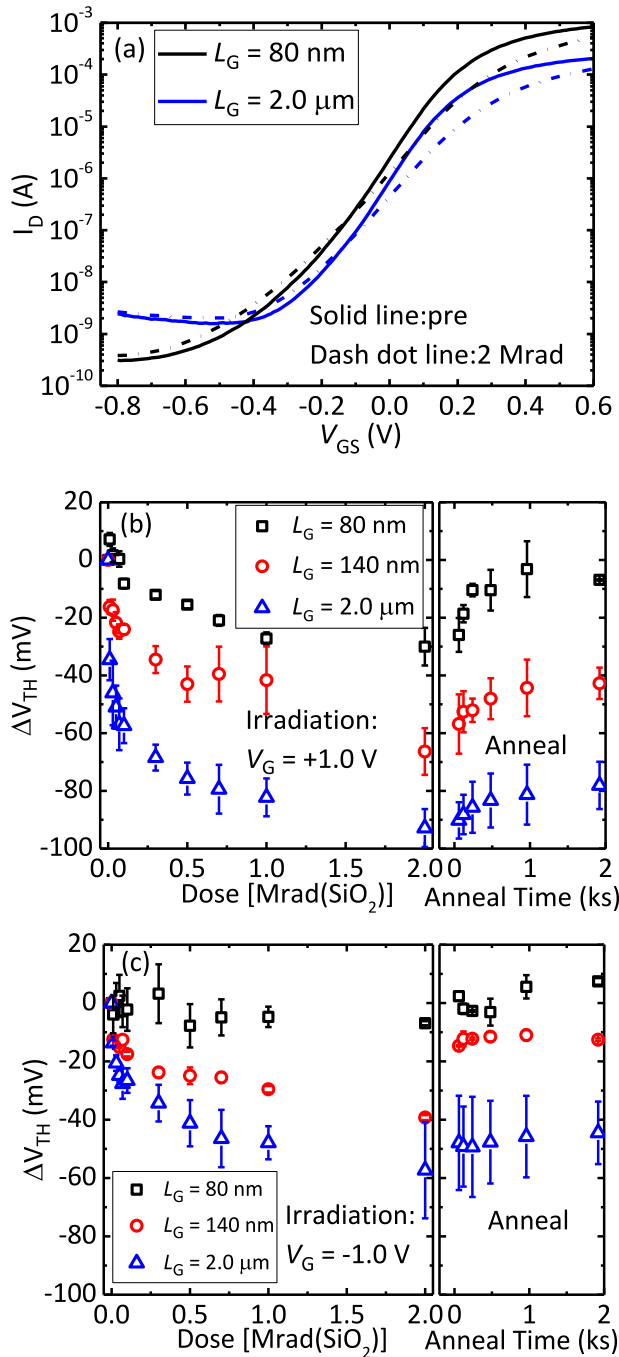 (a)
L_G = 80 nm
L_G = 2.0 μm
10^-3
10^-4
10^-5
10^-6
10^-7
10^-8
10^-9
10^-10
I_D (A)
Solid line:pre
Dash dot line:2 Mrad
-0.8 -0.6 -0.4 -0.2 0.0 0.2 0.4 0.6
V_GS (V)
(b)
L_G = 80 nm
L_G = 140 nm
L_G = 2.0 μm
20
0
-20
-40
-60
-80
-100
ΔV_TH (mV)
Irradiation:
V_G = +1.0 V
Anneal
0.0 0.5 1.0 1.5 2.0 0 1 2
Dose [Mrad(SiO_2)] Anneal Time (ks)
(c)
20
0
-20
-40
-60
-80
-100
ΔV_TH (mV)
L_G = 80 nm
L_G = 140 nm
L_G = 2.0 μm
Irradiation:
V_G = -1.0 V
Anneal
0.0 0.5 1.0 1.5 2.0 0 1 2
Dose [Mrad(SiO_2)] Anneal Time (ks)